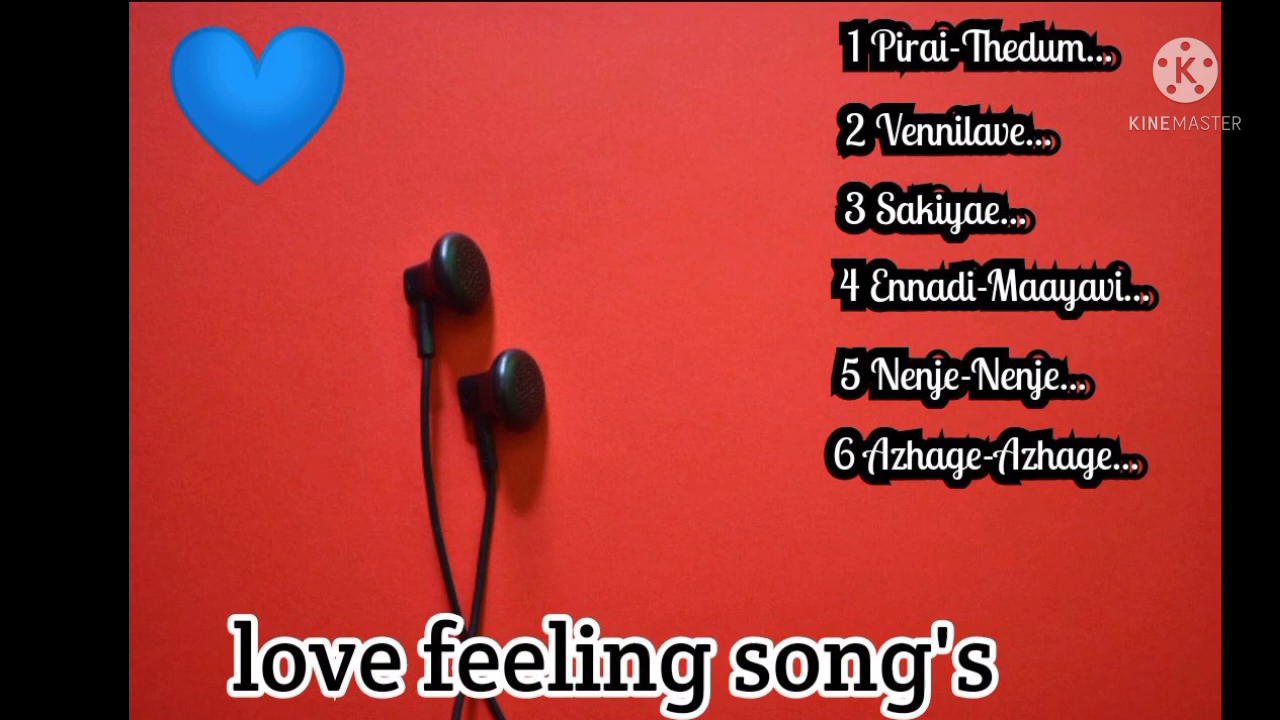 1 Pirai-Thedum...
KINEMASTER
2 Vennilave...
3 Sakiyae...
4 Ennadi-Maayavi...
5 Nenje-Nenje...
6 Azhage-Azhage...
love feeling song's